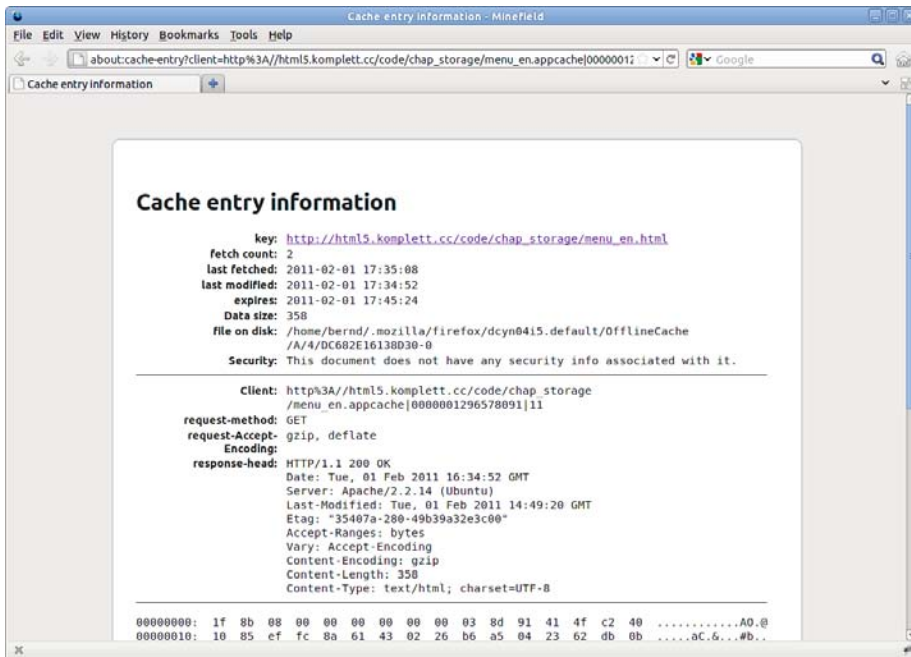 Cache entry information - Minefield
File Edit View History Bookmarks Tools Help
about:cache-entry?client=http%3A//html5.komplett.cc/code/chap_storage/menu_en.appcache|00000012
Google
Cache entry information
Cache entry information
key: http://html5.komplett.cc/code/chap_storage/menu_en.html
fetch count: 2
last fetched: 2011-02-01 17:35:08
last modified: 2011-02-01 17:34:52
expires: 2011-02-01 17:45:24
Data size: 358
file on disk: /home/bernd/.mozilla/firefox/dcyn04i5.default/OfflineCache
/A/4/DC682E16138D30-0
Security: This document does not have any security info associated with it.
Client: http%3A//html5.komplett.cc/code/chap_storage
/menu_en.appcache|0000001296578091|11
request-method: GET
request-Accept- gzip, deflate
Encoding:
response-head: HTTP/1.1 200 OK
Date: Tue, 01 Feb 2011 16:34:52 GMT
Server: Apache/2.2.14 (Ubuntu)
Last-Modified: Tue, 01 Feb 2011 14:49:20 GMT
Etag: "35407a-280-49b39a32e3c00"
Accept-Ranges: bytes
Vary: Accept-Encoding
Content-Encoding: gzip
Content-Length: 358
Content-Type: text/html; charset=UTF-8
00000000: 1f 8b 08 00 00 00 00 00 00 03 8d 91 41 4f c2 40 ............AO.@
00000010: 10 85 ef fc 8a 61 43 02 26 b6 a5 04 23 62 db 0b .....aC.&...#b..